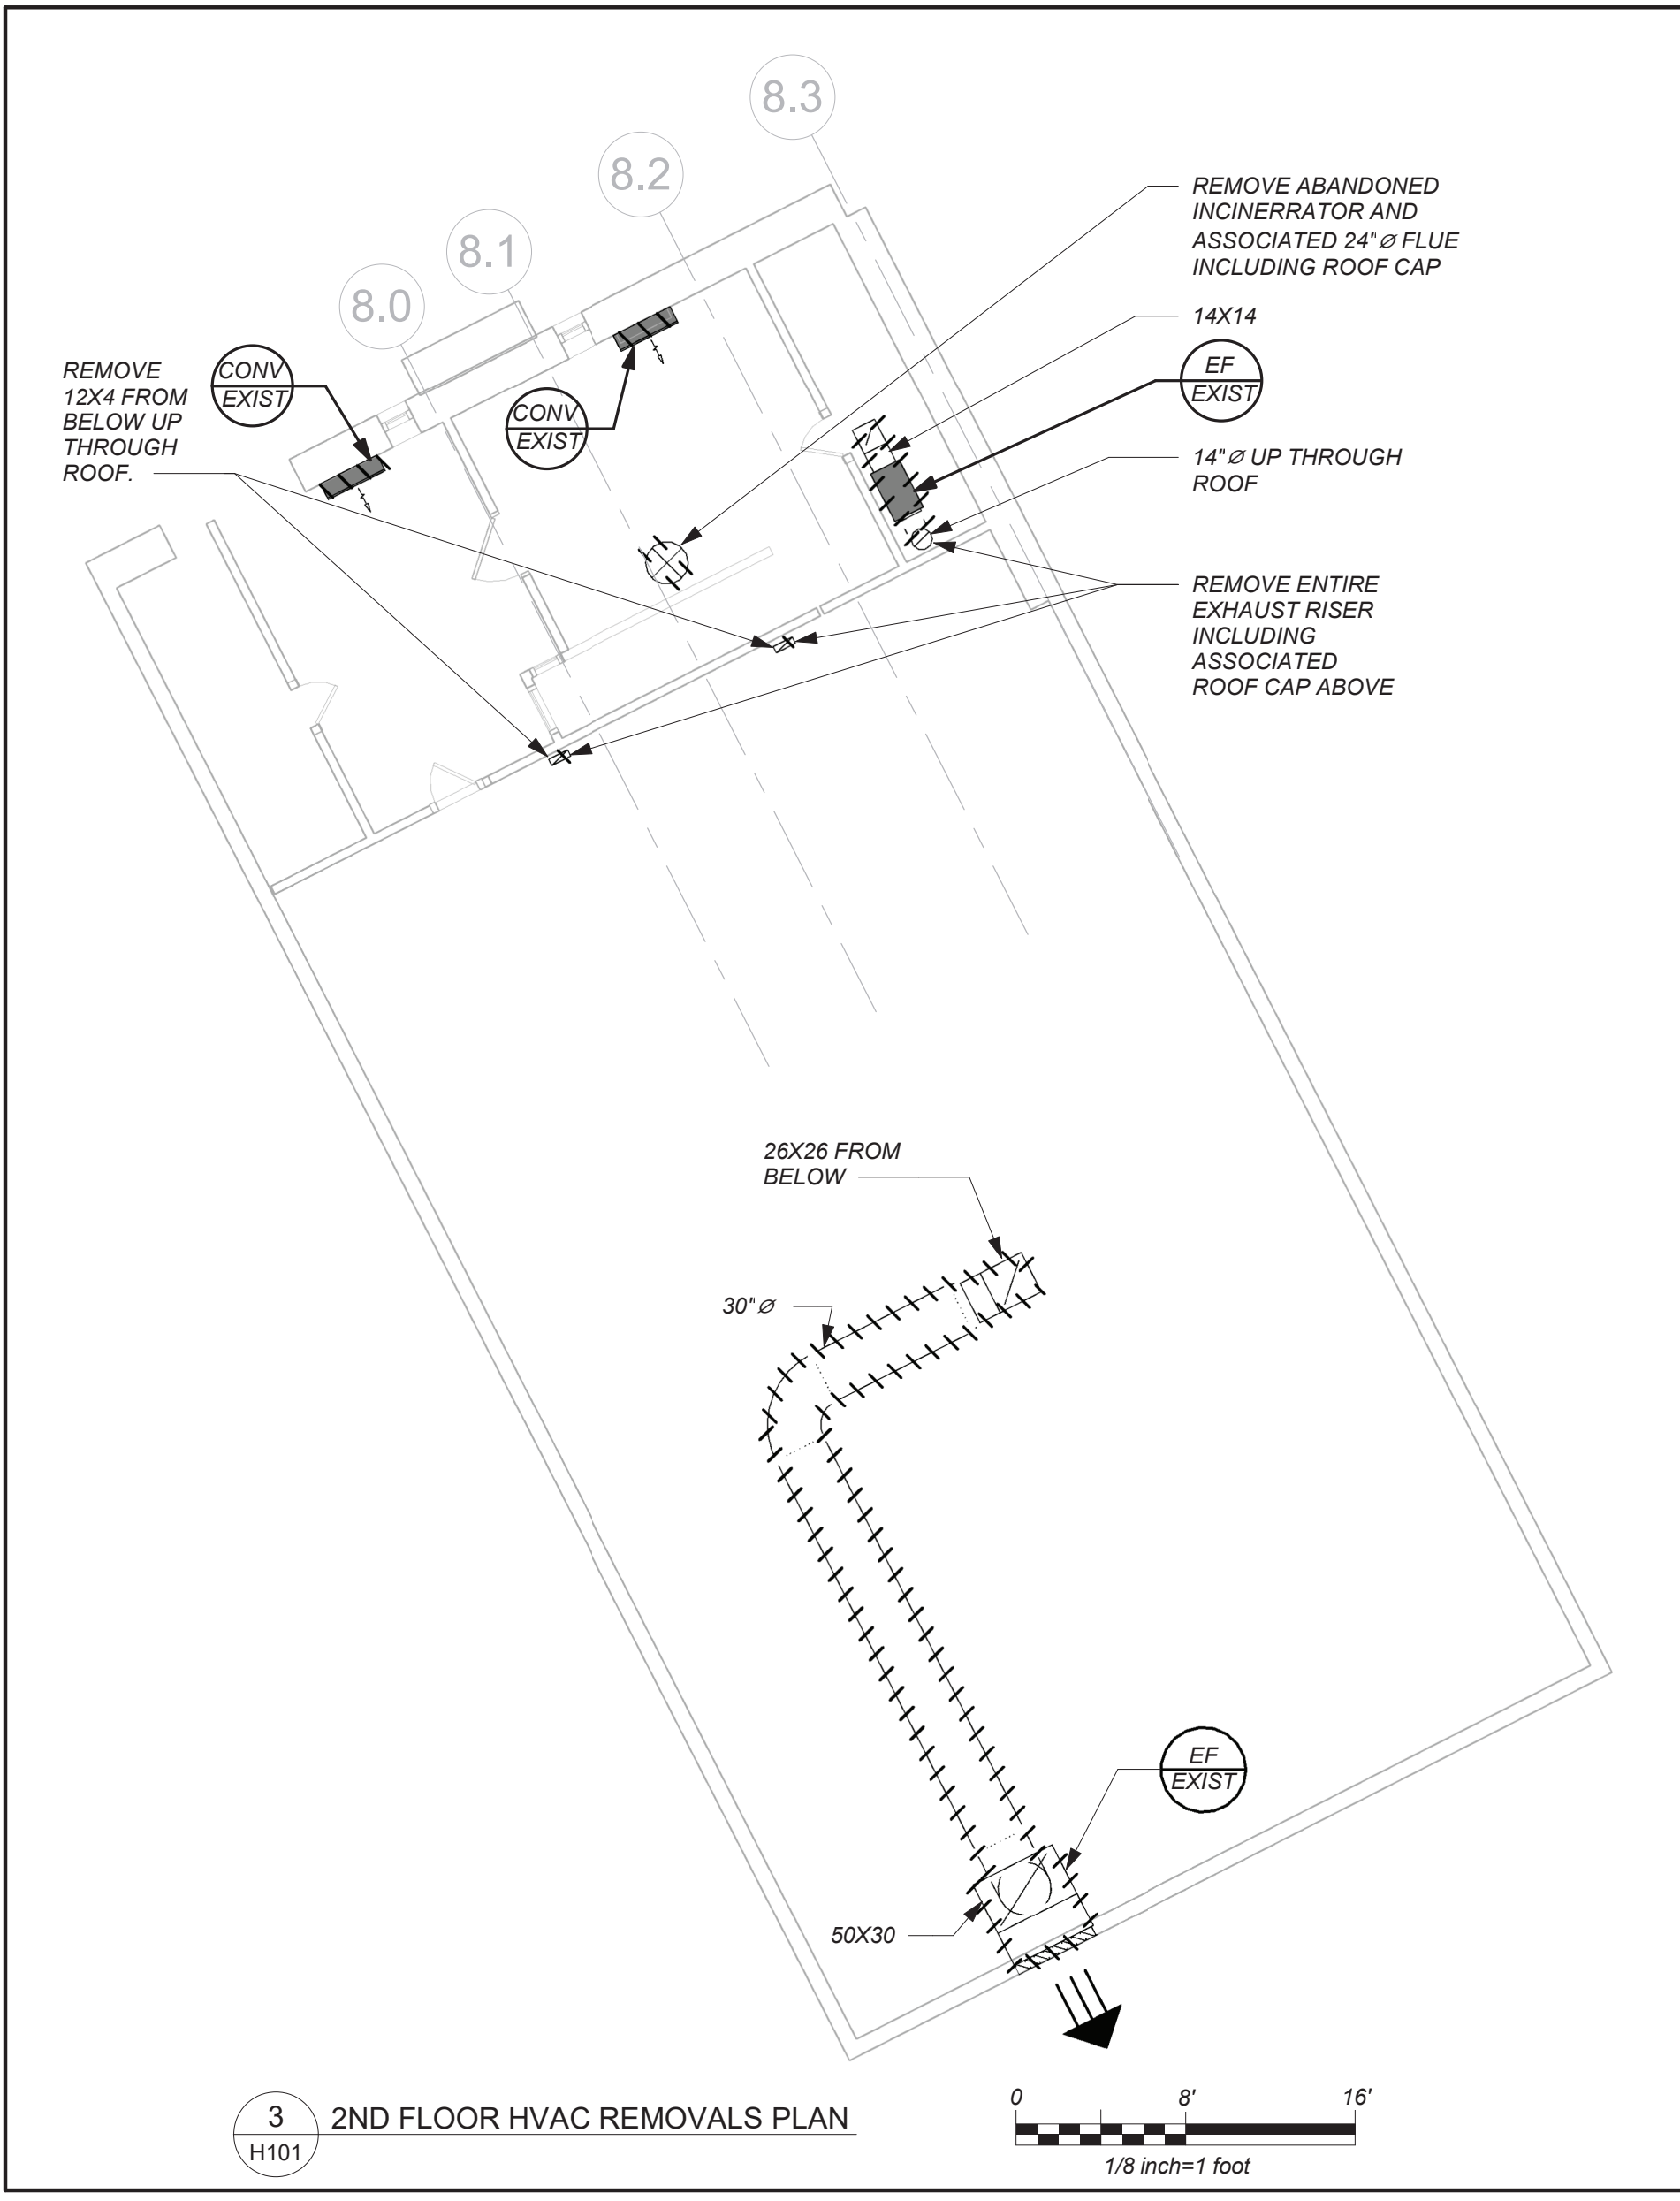 8.3
8.2
8.1
8.0
REMOVE ABANDONED
INCINERRATOR AND
ASSOCIATED 24"⌀ FLUE
INCLUDING ROOF CAP
14X14
EF
EXIST
14"⌀ UP THROUGH
ROOF
REMOVE ENTIRE
EXHAUST RISER
INCLUDING
ASSOCIATED
ROOF CAP ABOVE
REMOVE
12X4 FROM
BELOW UP
THROUGH
ROOF.
CONV
EXIST
CONV
EXIST
26X26 FROM
BELOW
30"⌀
EF
EXIST
50X30
3
H101
2ND FLOOR HVAC REMOVALS PLAN
0 8' 16'
1/8 inch=1 foot